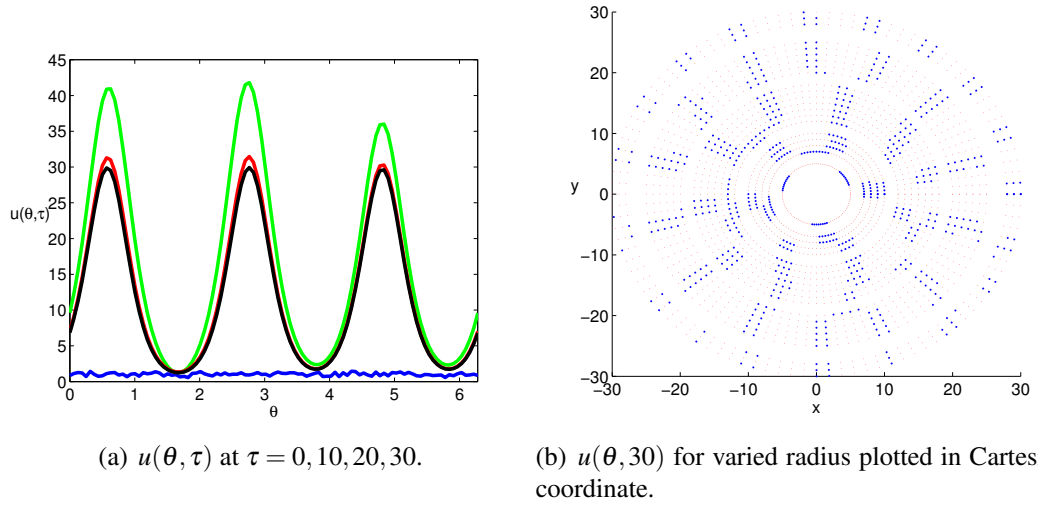 45
40
35
30
25
u(θ,τ)
20
15
10
5
0
0 1 2 3 4 5 6
θ
30
20
10
y
0
−10
−20
−30
−30 −20 −10 0 10 20 30
x
(a) u(θ,τ) at τ = 0,10,20,30.
(b) u(θ,30) for varied radius plotted in Cartes
coordinate.